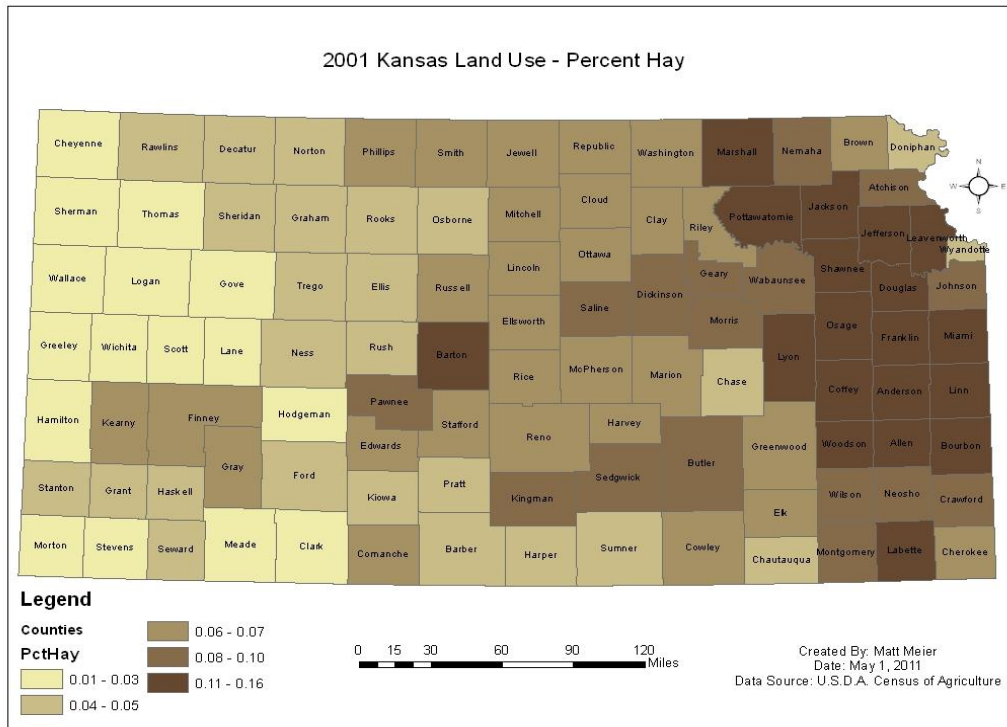 2001 Kansas Land Use - Percent Hay
Cheyenne Rawlins Decatur Norton Phillips Smith Jewell Republic Washington Marshall Nemaha Brown Doniphan
N
W E
S
Atchison
Sherman Thomas Sheridan Graham Rooks Osborne Mitchell Cloud Clay Riley Pottawatomie Jackson
Jefferson Leavenworth
Wyandotte
Wallace Logan Gove Trego Ellis Russell Lincoln Ottawa Geary Wabaunsee Shawnee Douglas Johnson
Saline Dickinson Morris
Greeley Wichita Scott Lane Ness Rush Barton Ellsworth Osage Franklin Miami
Rice McPherson Marion Chase Lyon Coffey Anderson Linn
Hamilton Kearny Finney Hodgeman Pawnee Stafford Reno Harvey Greenwood Woodson Allen Bourbon
Gray Edwards
Stanton Grant Haskell Ford Kiowa Pratt Kingman Sedgwick Butler Elk Wilson Neosho Crawford
Morton Stevens Seward Meade Clark Comanche Barber Harper Sumner Cowley Chautauqua Montgomery Labette Cherokee
Legend
Counties
PctHay
0.01 - 0.03
0.04 - 0.05
0.06 - 0.07
0.08 - 0.10
0.11 - 0.16
0 15 30 60 90 120
Miles
Created By: Matt Meier
Date: May 1, 2011
Data Source: U.S.D.A. Census of Agriculture